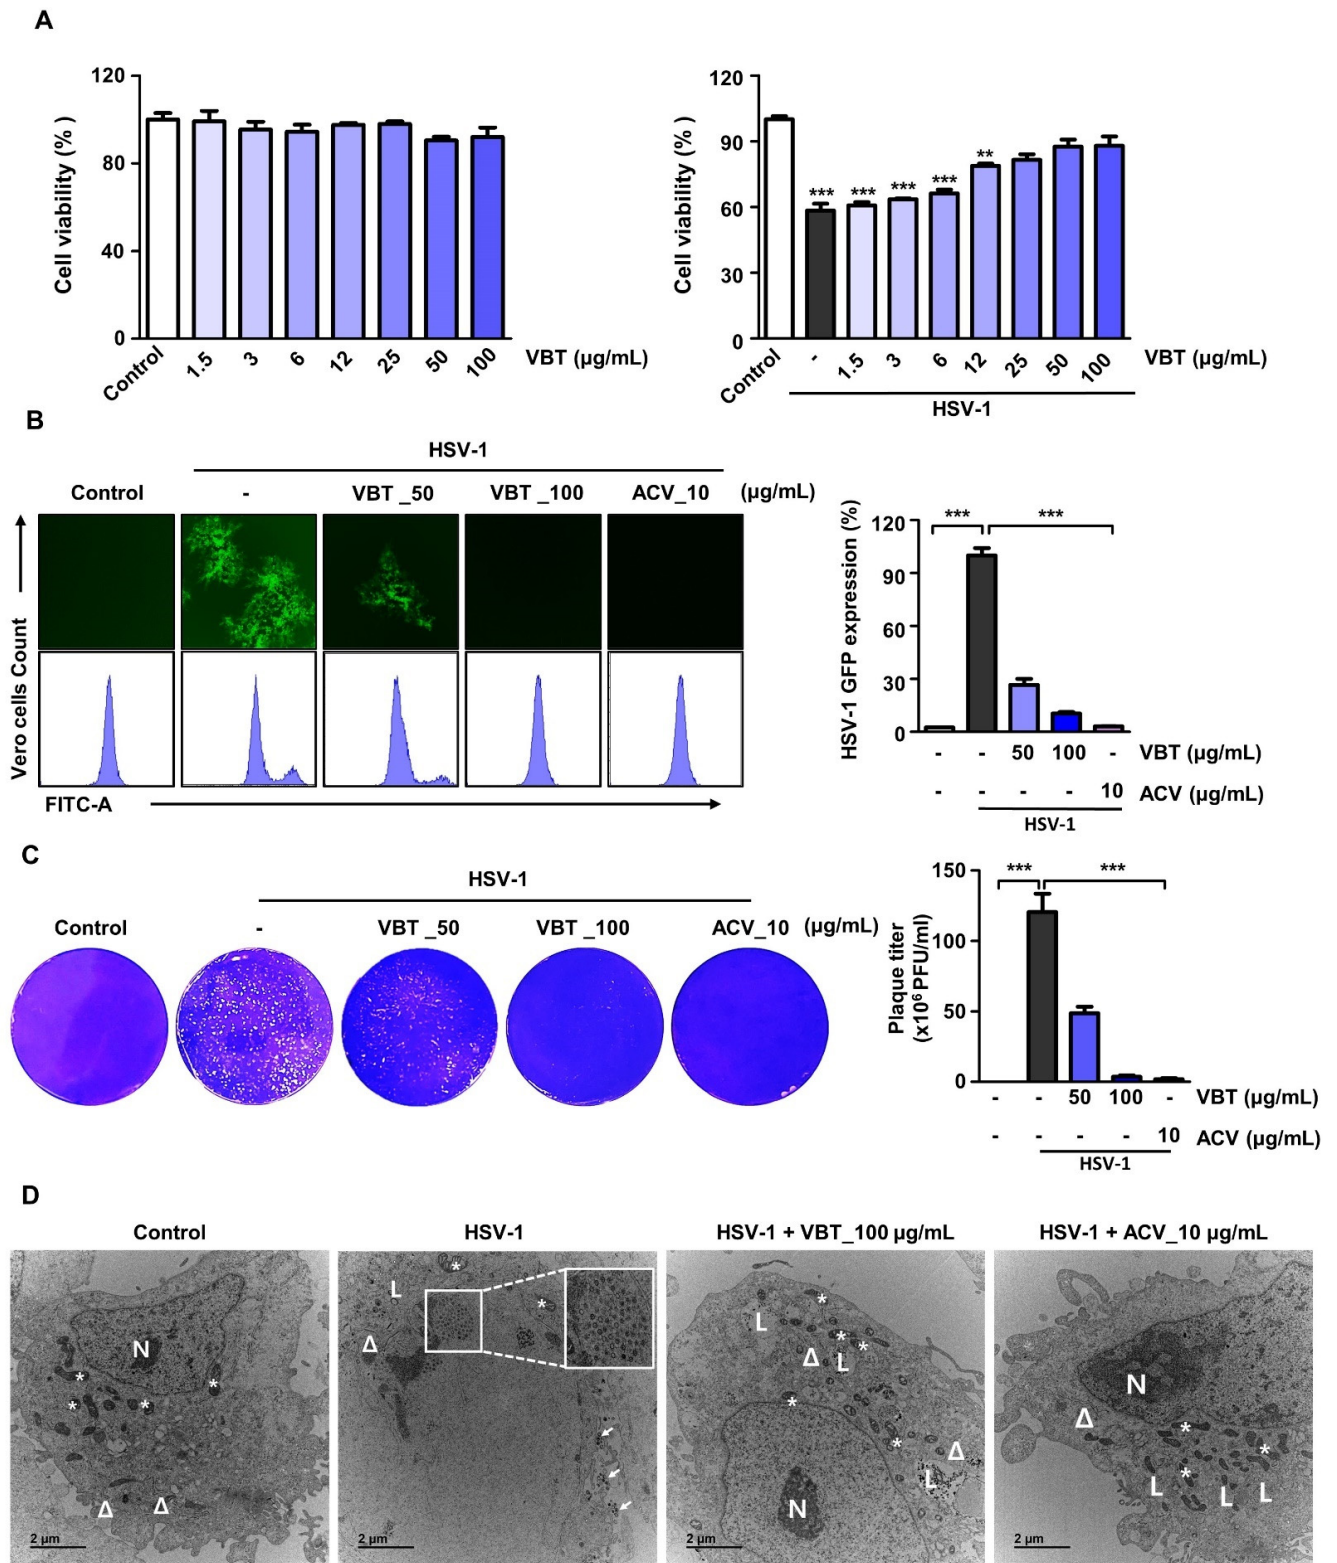 A
120
80
40
0
Cell viability (% )
Control 1.5 3 6 12 25 50 100 VBT (µg/mL)
120
90
60
30
0
Cell viability (% )
*** *** *** *** **
Control - 1.5 3 6 12 25 50 100 VBT (µg/mL)
HSV-1
B
HSV-1
Control - VBT _50 VBT _100 ACV_10 (µg/mL)
Vero cells Count
FITC-A
HSV-1 GFP expression (%)
120
90
60
30
0
*** ***
- - 50 100 - VBT (µg/mL)
- - - - 10 ACV (µg/mL)
HSV-1
C
HSV-1
Control - VBT _50 VBT _100 ACV_10 (µg/mL)
Plaque titer
(x10⁶PFU/ml)
150
100
50
0
*** ***
- - 50 100 - VBT (µg/mL)
- - - - 10 ACV (µg/mL)
HSV-1
D
Control HSV-1 HSV-1 + VBT_100 µg/mL HSV-1 + ACV_10 µg/mL
N
* * * *
Δ Δ
2 µm
L * *
Δ
2 µm
L * * * L
Δ
* * Δ
L
N
2 µm
N
Δ * * *
L L L
2 µm